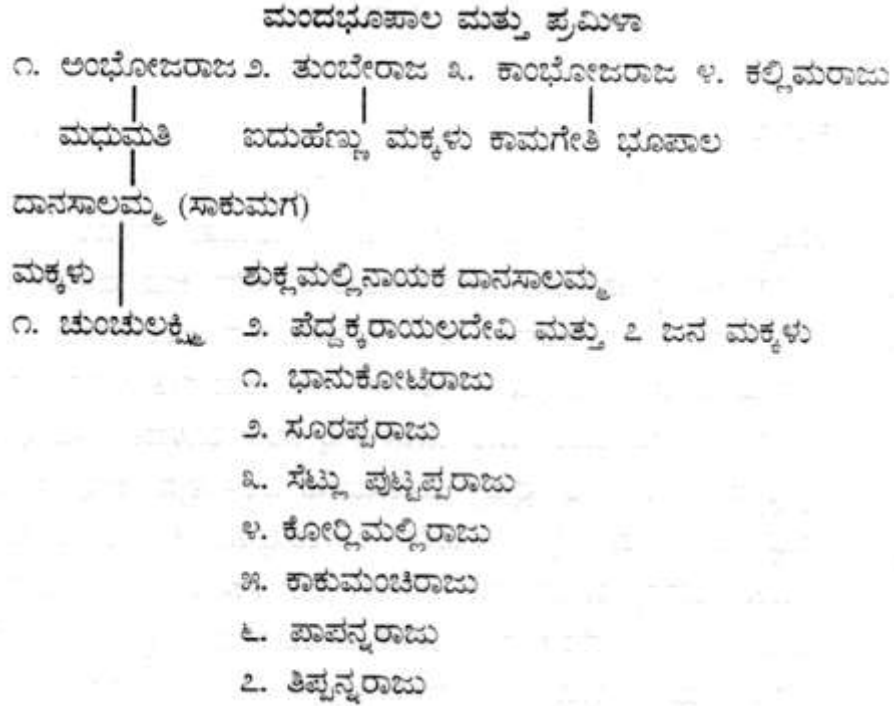 ಮಂದಭೂಪಾಲ ಮತ್ತು ಪ್ರಮಿಳಾ
೧. ಅಂಭೋಜರಾಜ ೨. ತುಂಬೇರಾಜ ೩. ಕಾಂಭೋಜರಾಜ ೪. ಕಲ್ಲಿಮರಾಜು
ಮಧುಮತಿ ಐದುಹೆಣ್ಣು ಮಕ್ಕಳು ಕಾಮಗೇತಿ ಭೂಪಾಲ
ದಾನಸಾಲಮ್ಮ (ಸಾಕುಮಗ)
ಮಕ್ಕಳು ಶುಕ್ಲಮಲ್ಲಿನಾಯಕ ದಾನಸಾಲಮ್ಮ
೧. ಚುಂಚುಲಕ್ಷ್ಮಿ ೨. ಪೆದ್ದಕ್ಕರಾಯಲದೇವಿ ಮತ್ತು ೭ ಜನ ಮಕ್ಕಳು
೧. ಭಾನುಕೋಟಿರಾಜು
೨. ಸೂರಪ್ಪರಾಜು
೩. ಸೆಟ್ಲು ಪುಟ್ಟಪ್ಪರಾಜು
೪. ಕೋರ್‍ಲಿಮಲ್ಲಿರಾಜು
೫. ಕಾಕುಮಂಚಿರಾಜು
೬. ಪಾಪನ್ನರಾಜು
೭. ತಿಪ್ಪನ್ನರಾಜು